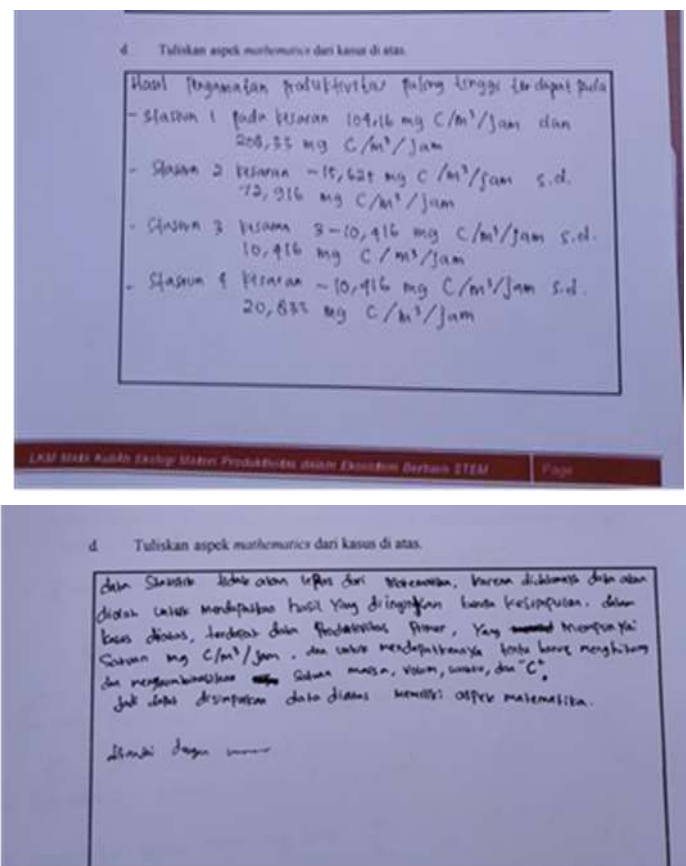 d. Tuliskan aspek mathematics dari kasus di atas.
Hasil Pengamatan produktivitas paling tinggi terdapat pada
- Stasiun 1 pada kisaran 104,16 mg C/m³/jam dan
208,33 mg C/m³/jam
- Stasiun 2 kisaran -15,625 mg C/m³/jam s.d.
72,916 mg C/m³/jam
- Stasiun 3 kisaran 3-10,416 mg C/m³/jam s.d.
10,416 mg C/m³/jam
- Stasiun 4 kisaran -10,416 mg C/m³/jam s.d.
20,833 mg C/m³/jam
LKM Mata Kuliah Ekologi Materi Produktivitas dalam Ekosistem Berbasis STEM Page
d. Tuliskan aspek mathematics dari kasus di atas.
data Statistik tidak akan lepas dari Matematika, karena data akan
diolah untuk mendapatkan hasil yang diinginkan kesimpulan. dalam
kasus diatas, terdapat data Produktivitas Primer, yang mempunyai
Satuan mg C/m³/jam, dan untuk mendapatkannya tentu harus menghitung
dan mengkombinasikan satuan massa, volum, waktu, dan "C".
Jadi dapat disimpulkan data diatas memiliki aspek matematika.
ditandai dengan